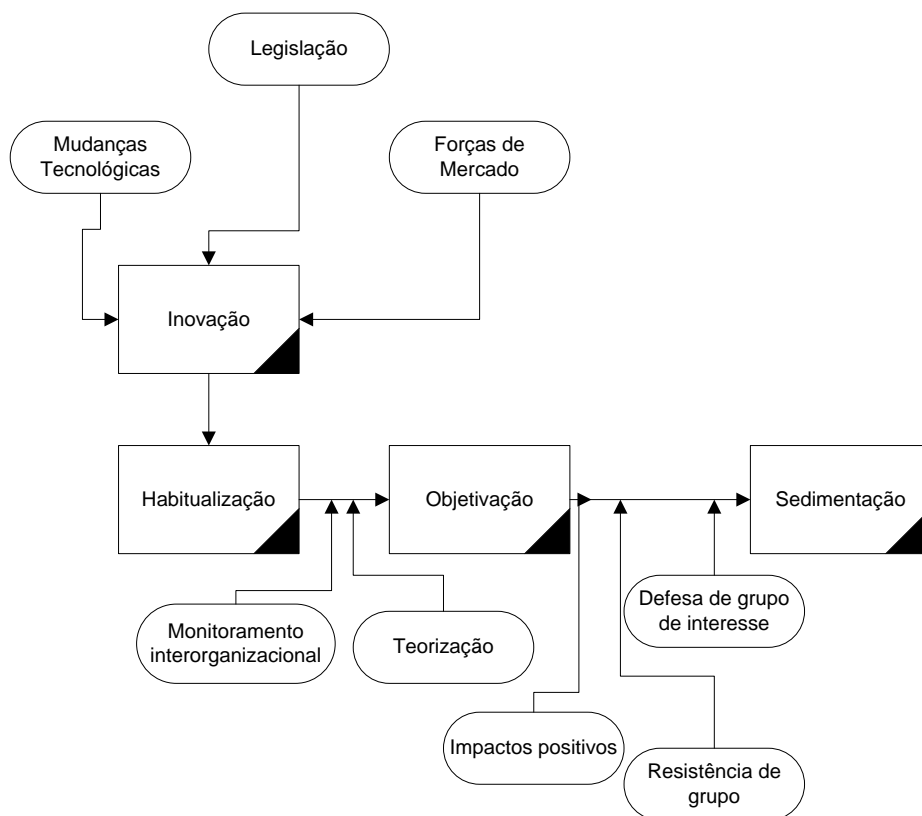 Legislação
Mudanças
Tecnológicas
Forças de
Mercado
Inovação
Habitualização
Objetivação
Sedimentação
Monitoramento
interorganizacional
Teorização
Defesa de grupo
de interesse
Impactos positivos
Resistência de
grupo